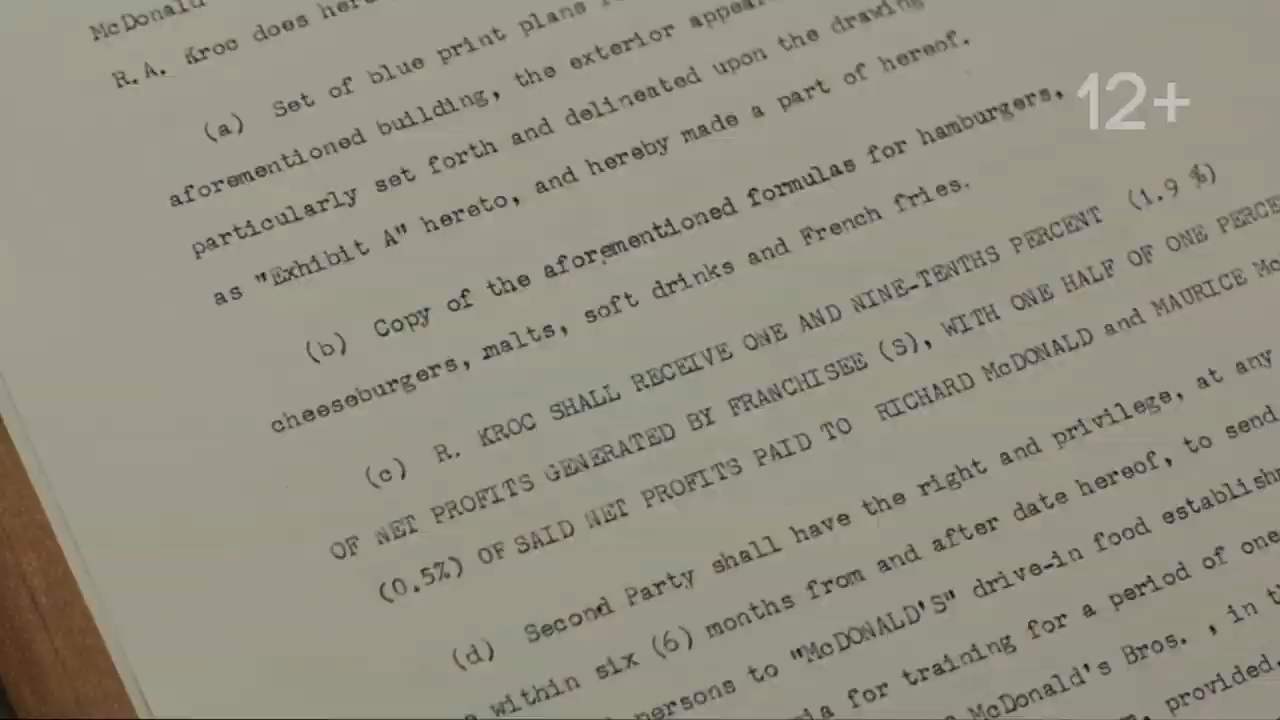 McDonald
R.A. Kroc does
(a) Set of blue print plans
aforementioned building, the exterior
particularly set forth and delineated upon the drawing
as "Exhibit A" hereto, and hereby made a part of hereof.
(b) Copy of the aforementioned formulas for hamburgers,
cheeseburgers, malts, soft drinks and French fries.
(c) R. KROC SHALL RECEIVE ONE AND NINE-TENTHS PERCENT (1.9 %)
OF NET PROFITS GENERATED BY FRANCHISEE (S), WITH ONE HALF OF ONE
(0.5%) OF SAID NET PROFITS PAID TO RICHARD McDONALD and MAURICE
(d) Second Party shall have the right and privilege, at any
within six (6) months from and after date hereof, to send
persons to "McDONALD'S" drive-in food
for training for a period of one
McDonald's Bros., in
provided,
12+